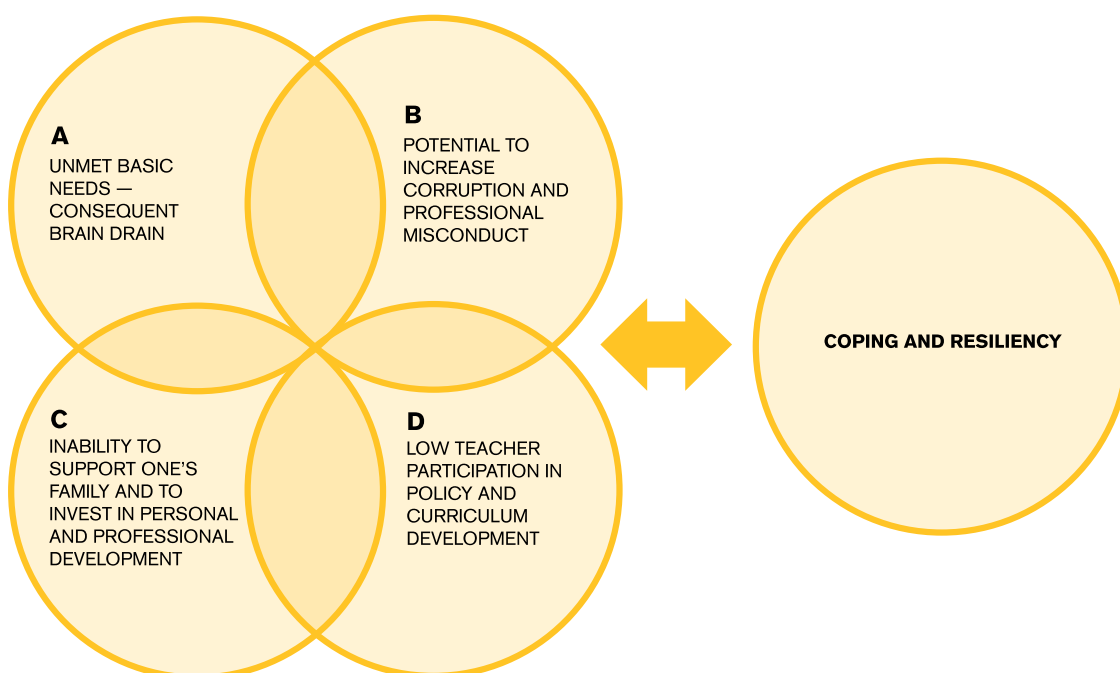 A
UNMET BASIC
NEEDS —
CONSEQUENT
BRAIN DRAIN
B
POTENTIAL TO
INCREASE
CORRUPTION AND
PROFESSIONAL
MISCONDUCT
C
INABILITY TO
SUPPORT ONE'S
FAMILY AND TO
INVEST IN PERSONAL
AND PROFESSIONAL
DEVELOPMENT
D
LOW TEACHER
PARTICIPATION IN
POLICY AND
CURRICULUM
DEVELOPMENT
COPING AND RESILIENCY